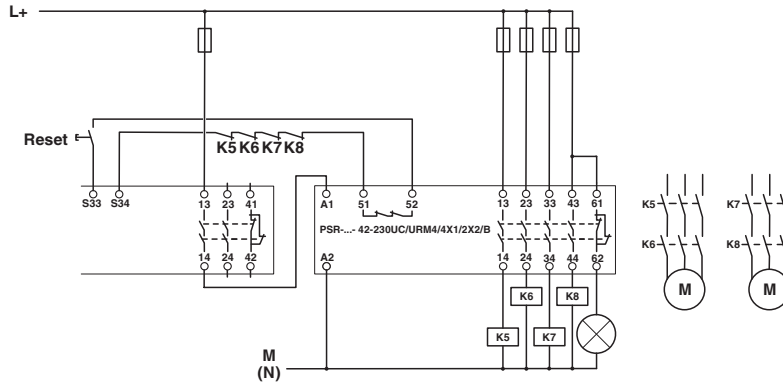 L+
Reset
K5 K6 K7 K8
S33 S34 13 23 41 A1 51 52 13 23 33 43 61
PSR-...- 42-230UC/URM4/4X1/2X2/B
K5 K7
K6 K8
14 24 42 A2 14 24 34 44 62
M M
K6 K8
K5 K7
M
(N)